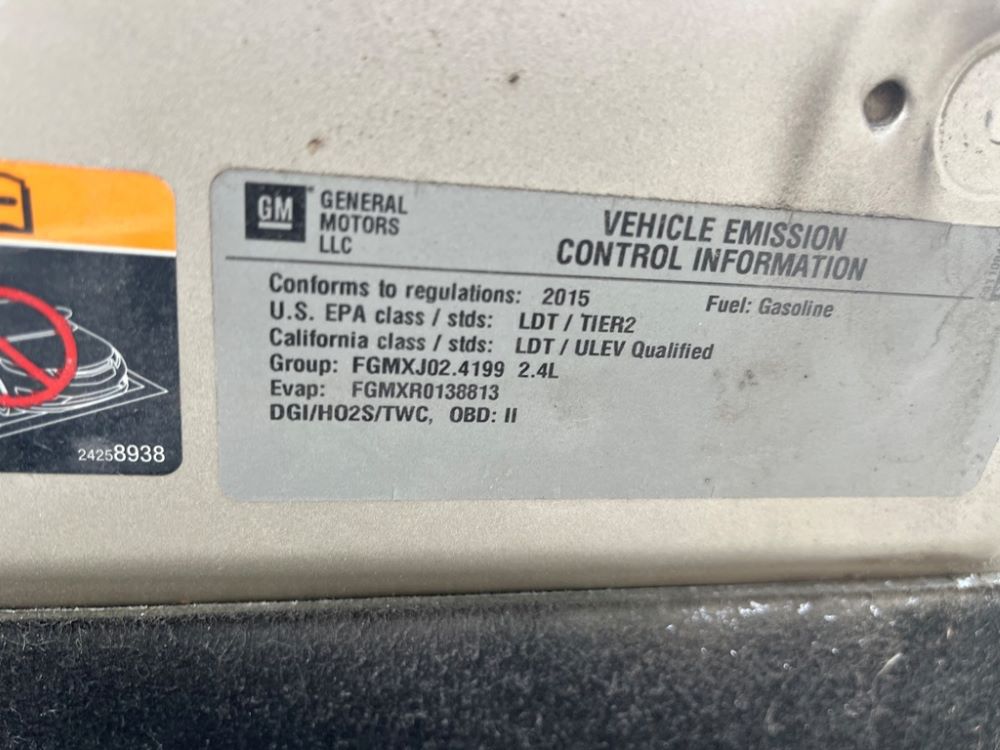 GM
GENERAL
MOTORS
LLC
VEHICLE EMISSION
CONTROL INFORMATION
Conforms to regulations: 2015
Fuel: Gasoline
U.S. EPA class / stds: LDT / TIER2
California class / stds: LDT / ULEV Qualified
Group: FGMXJ02.4199 2.4L
Evap: FGMXR0138813
DGI/HO2S/TWC, OBD: II
24258938